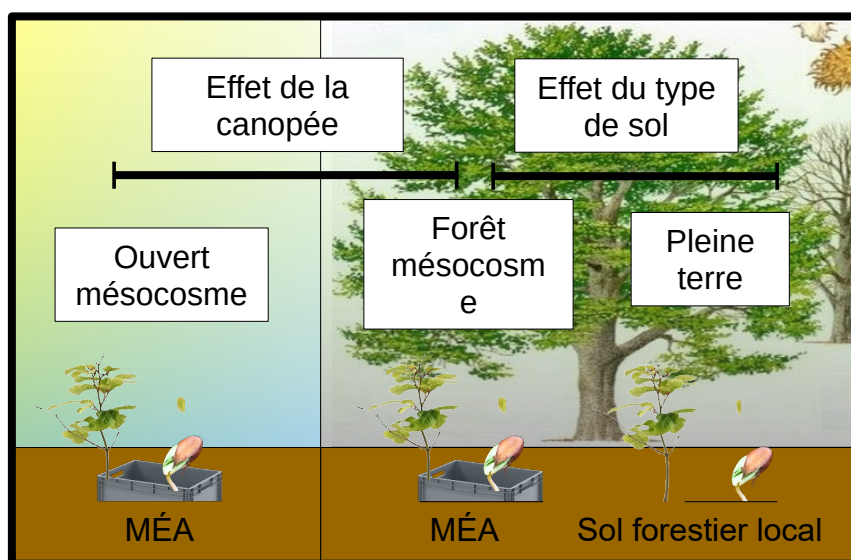 Effet de la
canopée
Effet du type
de sol
Ouvert
mésocosme
Forêt
mésocosm
e
Pleine
terre
MÉA
MÉA
Sol forestier local